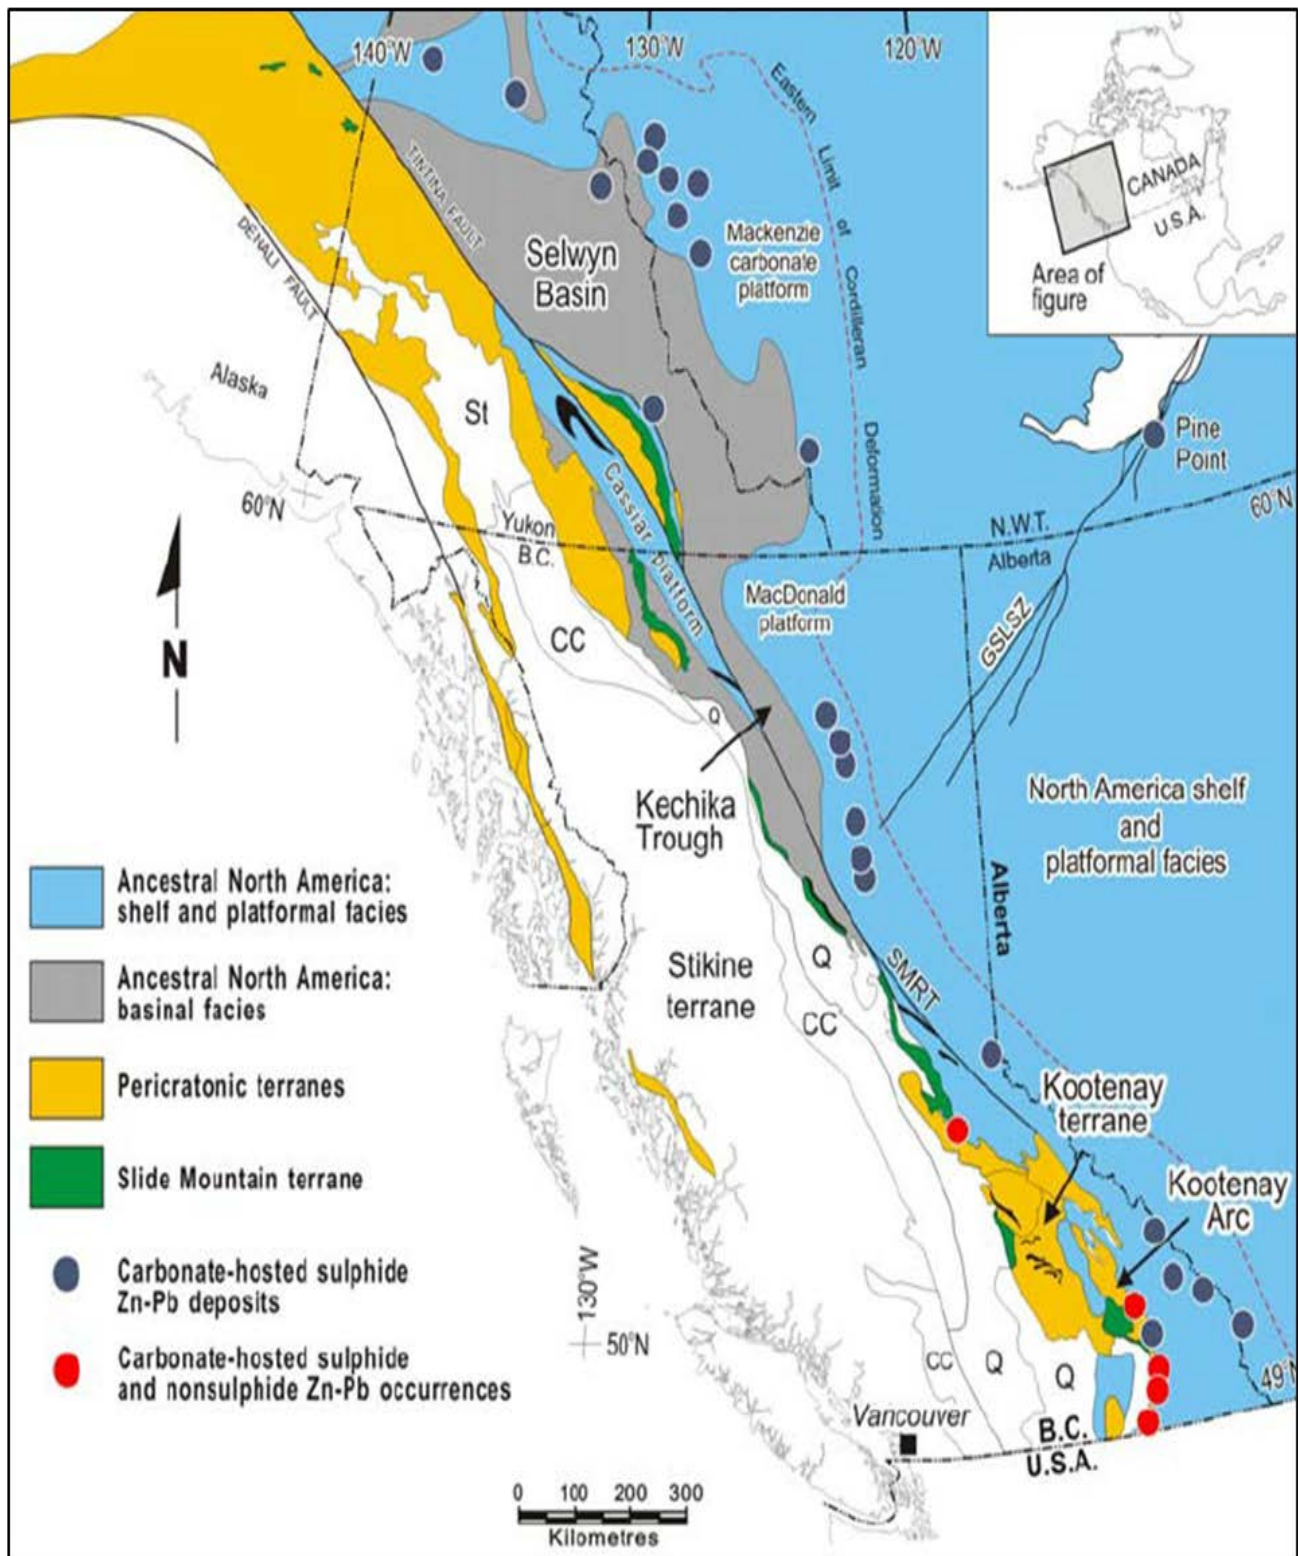 140°W
130°W
120°W
Eastern Limit of Cordilleran Deformation
CANADA
U.S.A.
Area of
figure
TINTINA FAULT
DENALI FAULT
Selwyn
Basin
Mackenzie
carbonate
platform
Alaska
St
Pine
Point
60°N
60°N
Cassiar platform
Yukon
B.C.
N.W.T.
Alberta
MacDonald
platform
GSLSZ
CC
N
Q
Kechika
Trough
North America shelf
and
platformal facies
Alberta
Ancestral North America:
shelf and platformal facies
Stikine
terrane
Q
SMRT
CC
Ancestral North America:
basinal facies
Pericratonic terranes
Kootenay
terrane
Slide Mountain terrane
Kootenay
Arc
Carbonate-hosted sulphide
Zn-Pb deposits
130°W
50°N
Carbonate-hosted sulphide
and nonsulphide Zn-Pb occurrences
CC
Q
Q
49°N
Vancouver
B.C.
U.S.A.
0 100 200 300
Kilometres